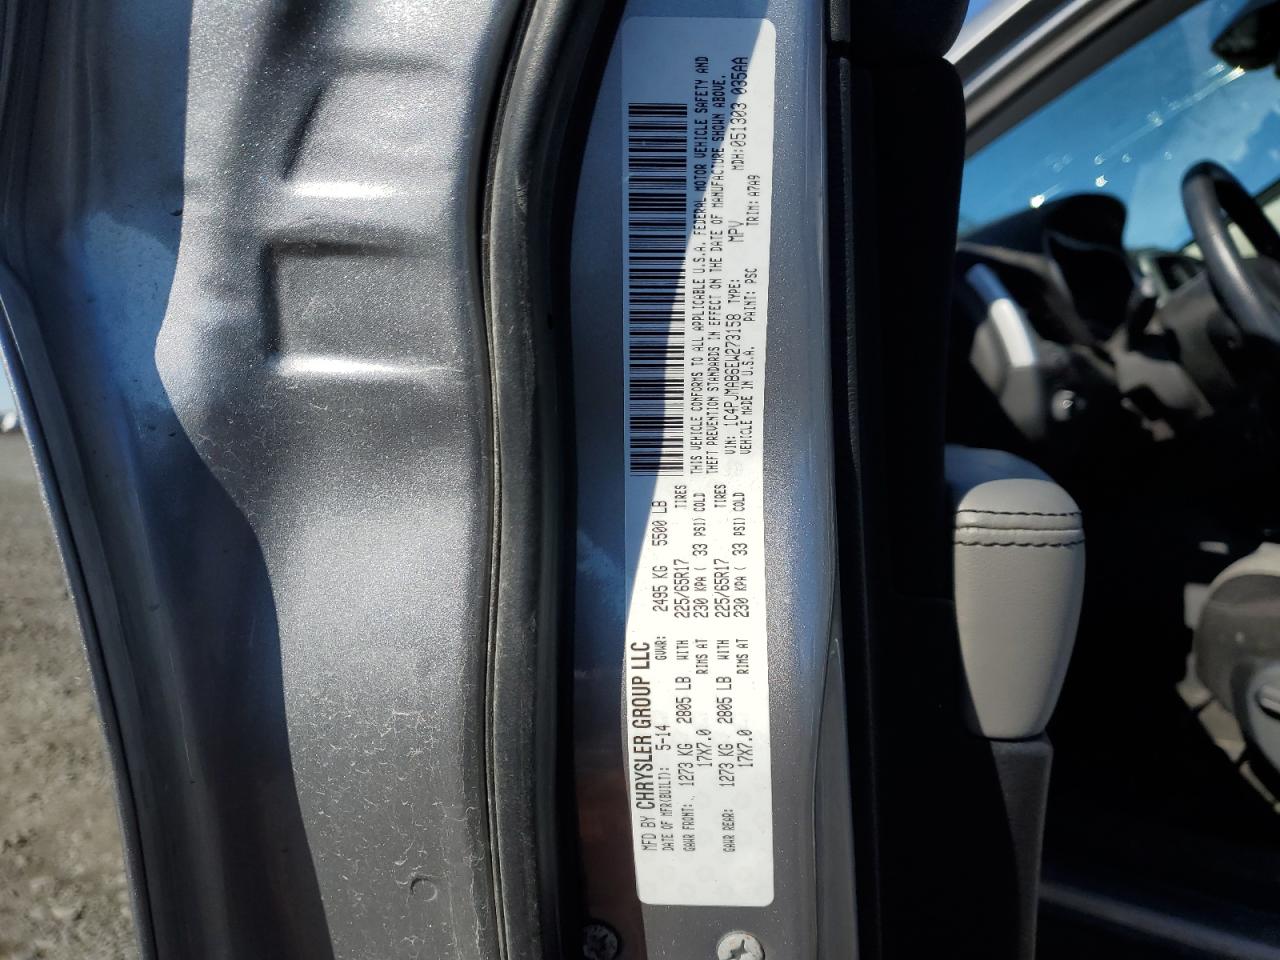 MFD BY CHRYSLER GROUP LLC
DATE OF MFR(BUILT): 5-14 GVWR: 2495 KG 5500 LB
GAWR FRONT: 1273 KG 2805 LB WITH 225/65R17 TIRES
17X7.0 RIMS AT 230 KPA ( 33 PSI) COLD
GAWR REAR: 1273 KG 2805 LB WITH 225/65R17 TIRES
17X7.0 RIMS AT 230 KPA ( 33 PSI) COLD
THIS VEHICLE CONFORMS TO ALL APPLICABLE U.S.A. FEDERAL MOTOR VEHICLE SAFETY AND
THEFT PREVENTION STANDARDS IN EFFECT ON THE DATE OF MANUFACTURE SHOWN ABOVE.
VIN: 1C4PJMAB6EW273158 TYPE: MPV MDH:051303 035AA
VEHICLE MADE IN U.S.A. PAINT: PSC TRIM: A7A9